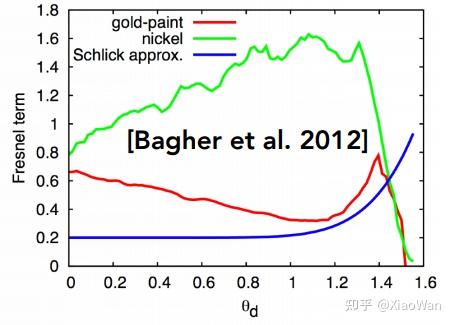 1.8
1.6
1.4
1.2
1
0.8
0.6
0.4
0.2
0
gold-paint
nickel
Schlick approx.
[Bagher et al. 2012]
Fresnel term
0 0.2 0.4 0.6 0.8 1.0 1.2 1.4 1.6
θd
知乎 @XiaoWan